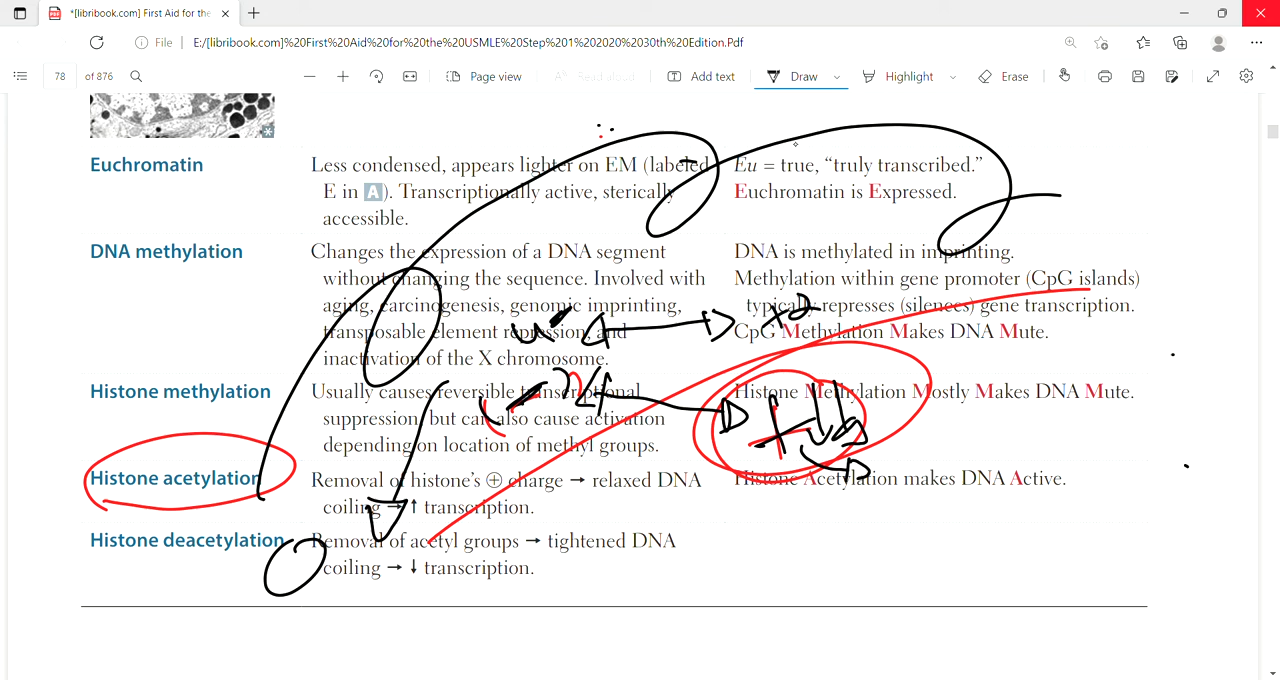 *[libribook.com] First Aid for the
File
E:/[libribook.com]%20First%20Aid%20for%20the%20USMLE%20Step%201%202020%2030th%20Edition.Pdf
78 of 876
Page view
Read aloud
Add text
Draw
Highlight
Erase
Euchromatin
Less condensed, appears lighter on EM (labeled
E in A). Transcriptionally active, sterically
accessible.
Eu = true, “truly transcribed.”
Euchromatin is Expressed.
DNA methylation
Changes the expression of a DNA segment
without changing the sequence. Involved with
aging, carcinogenesis, genomic imprinting,
transposable element repression, and
inactivation of the X chromosome.
DNA is methylated in imprinting.
Methylation within gene promoter (CpG islands)
typically represses (silences) gene transcription.
CpG Methylation Makes DNA Mute.
Histone methylation
Usually causes reversible transcriptional
suppression, but can also cause activation
depending on location of methyl groups.
Histone Methylation Mostly Makes DNA Mute.
Histone acetylation
Removal of histone’s ⊕ charge → relaxed DNA
coiling → ↑ transcription.
Histone Acetylation makes DNA Active.
Histone deacetylation
Removal of acetyl groups → tightened DNA
coiling → ↓ transcription.